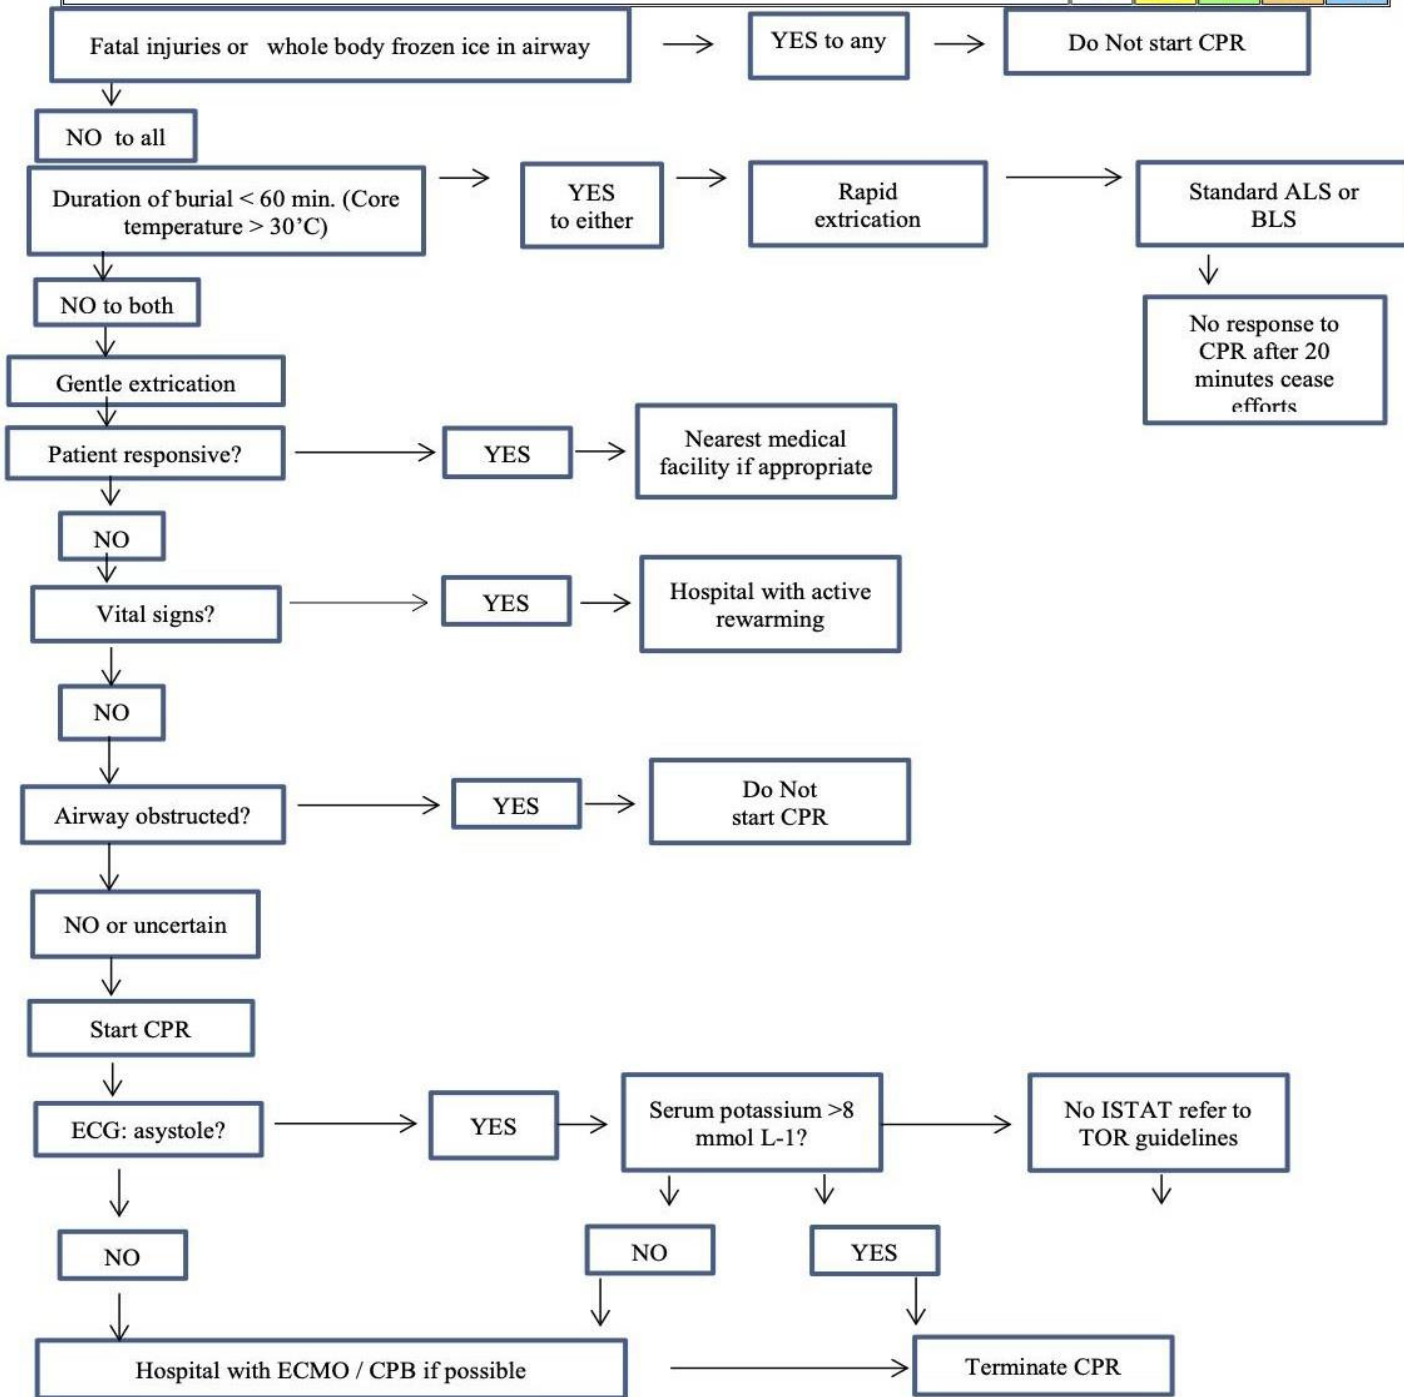 Fatal injuries or   whole body frozen ice in airway
YES to any
Do Not start CPR
NO  to all
Duration of burial < 60 min. (Core
temperature > 30’C)
YES
to either
Rapid
extrication
Standard ALS or
BLS
NO to both
No response to
CPR after 20
minutes cease
efforts
Gentle extrication
Patient responsive?
YES
Nearest medical
facility if appropriate
NO
Vital signs?
YES
Hospital with active
rewarming
NO
Airway obstructed?
YES
Do Not
start CPR
NO or uncertain
Start CPR
ECG: asystole?
YES
Serum potassium >8
mmol L-1?
No ISTAT refer to
TOR guidelines
NO
NO
YES
Hospital with ECMO / CPB if possible
Terminate CPR